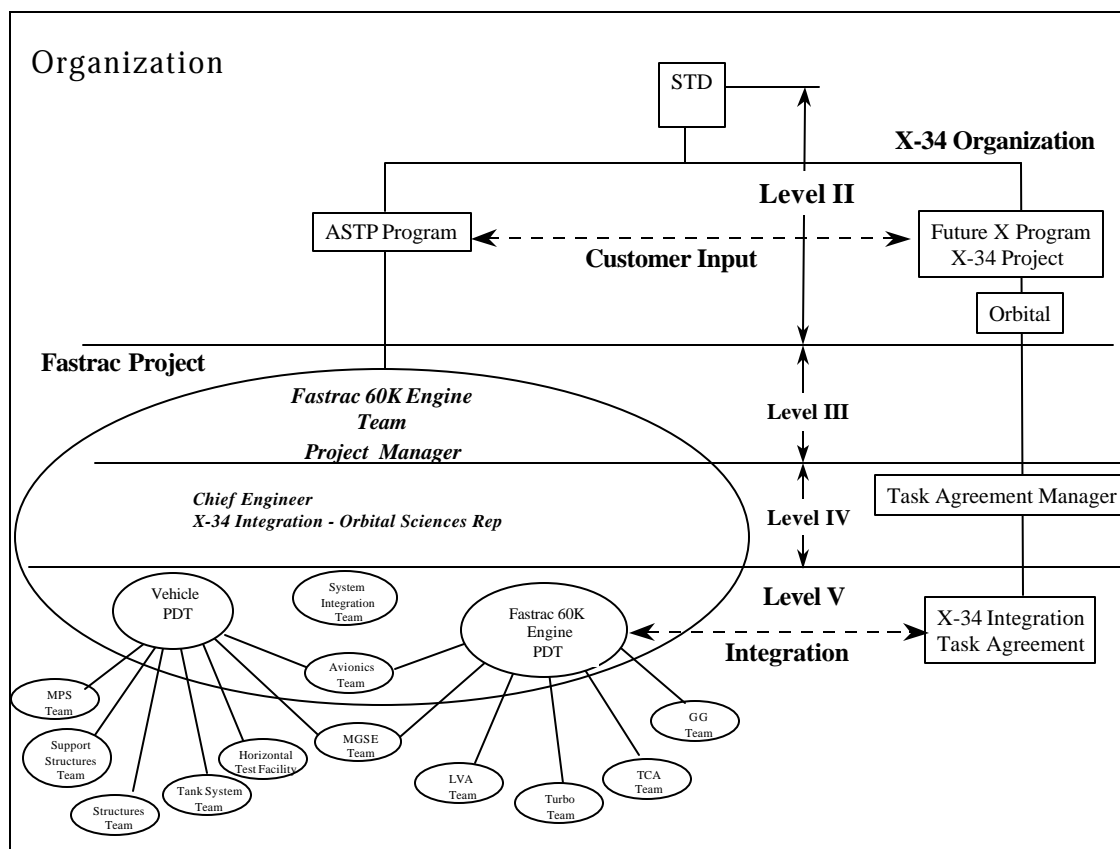 Organization
STD
X-34 Organization
Level II
ASTP Program
Future X Program
X-34 Project
Customer Input
Orbital
Fastrac Project
Fastrac 60K Engine
Team
Project Manager
Level III
Chief Engineer
X-34 Integration - Orbital Sciences Rep
Level IV
Task Agreement Manager
Vehicle
PDT
System
Integration
Team
Fastrac 60K
Engine
PDT
Level V
X-34 Integration
Task Agreement
Integration
Avionics
Team
MPS
Team
Support
Structures
Team
Structures
Team
Tank System
Team
Horizontal
Test Facility
MGSE
Team
LVA
Team
Turbo
Team
TCA
Team
GG
Team